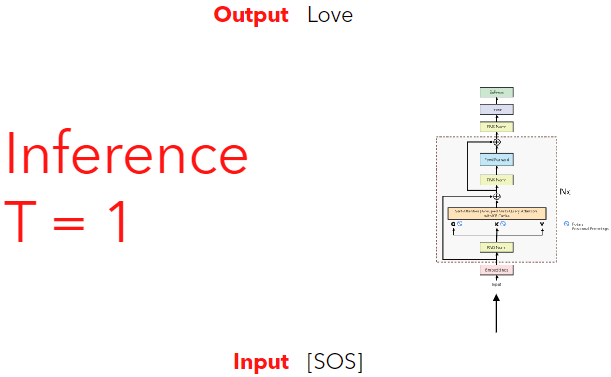 Output Love
Inference
T = 1
Softmax
Linear
RMS Norm
Feed Forward
RMS Norm
Nx
Self-Attention (Grouped Multi-Query Attention)
with KV Cache
Q K V
Rotary
Positional Encodings
RMS Norm
Embeddings
Input
Input [SOS]